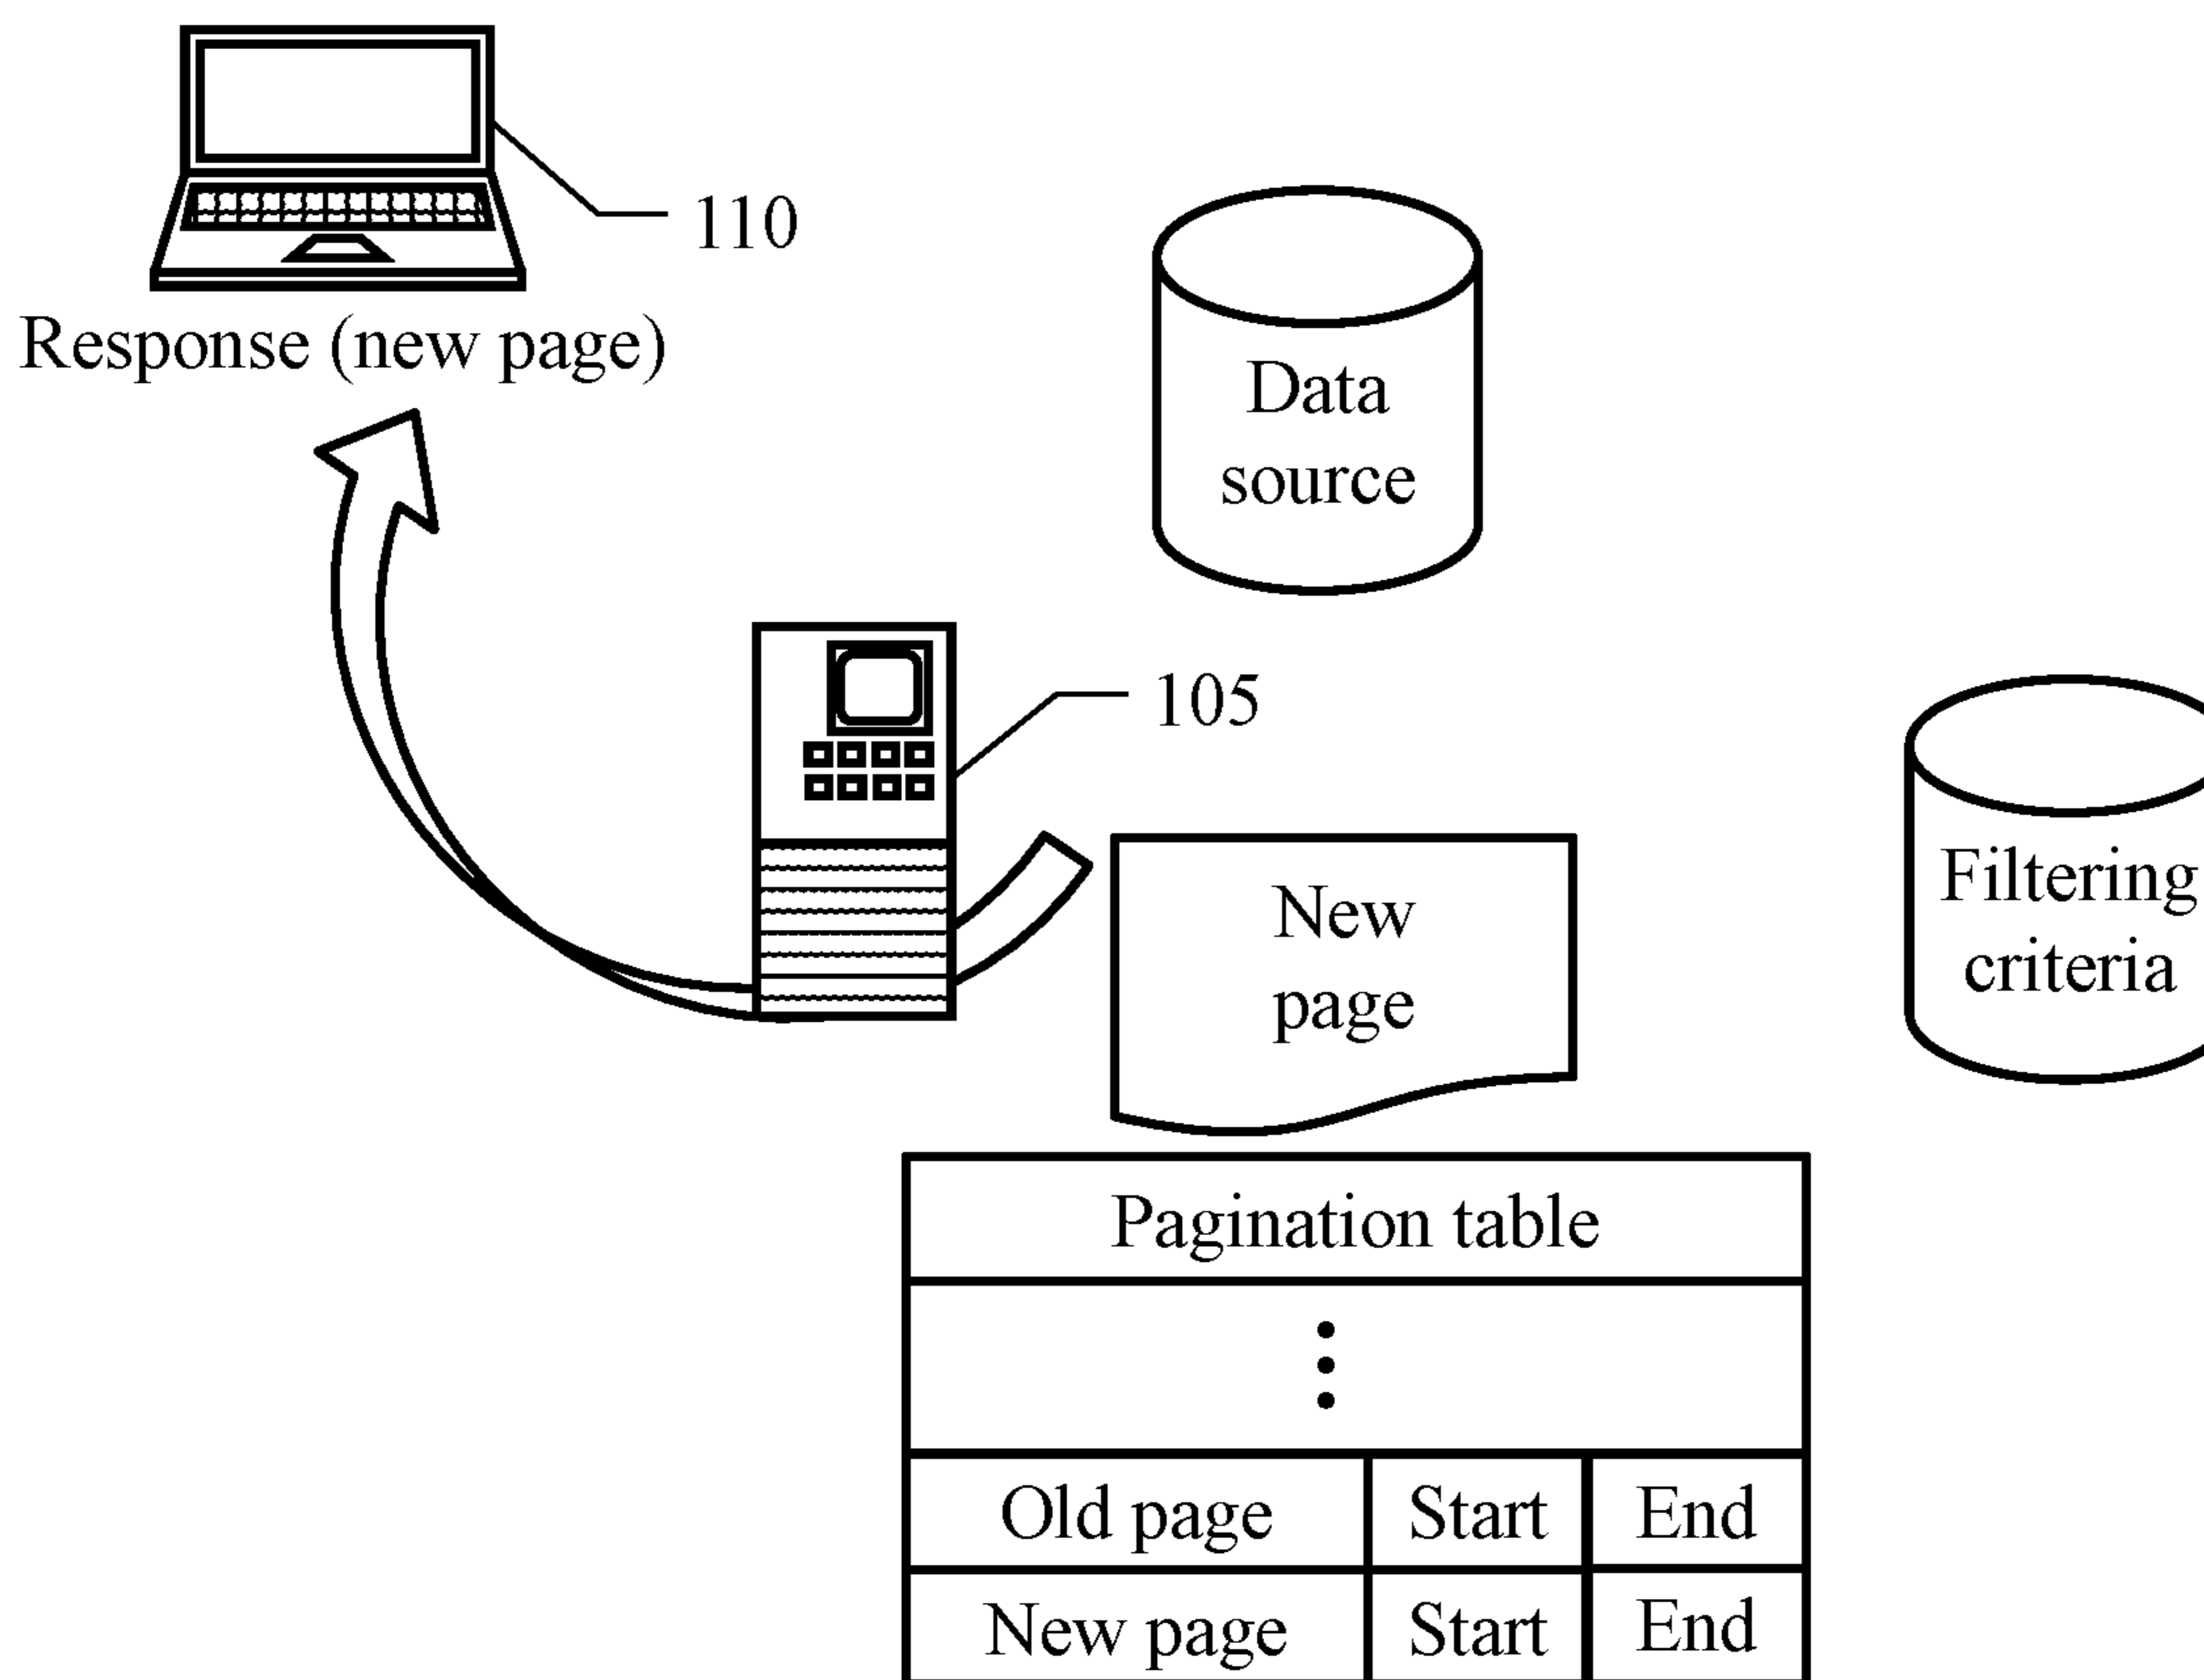 110
Response (new page)
Data
source
105
Filtering
criteria
New
page
Pagination table
Old page Start End
New page Start End